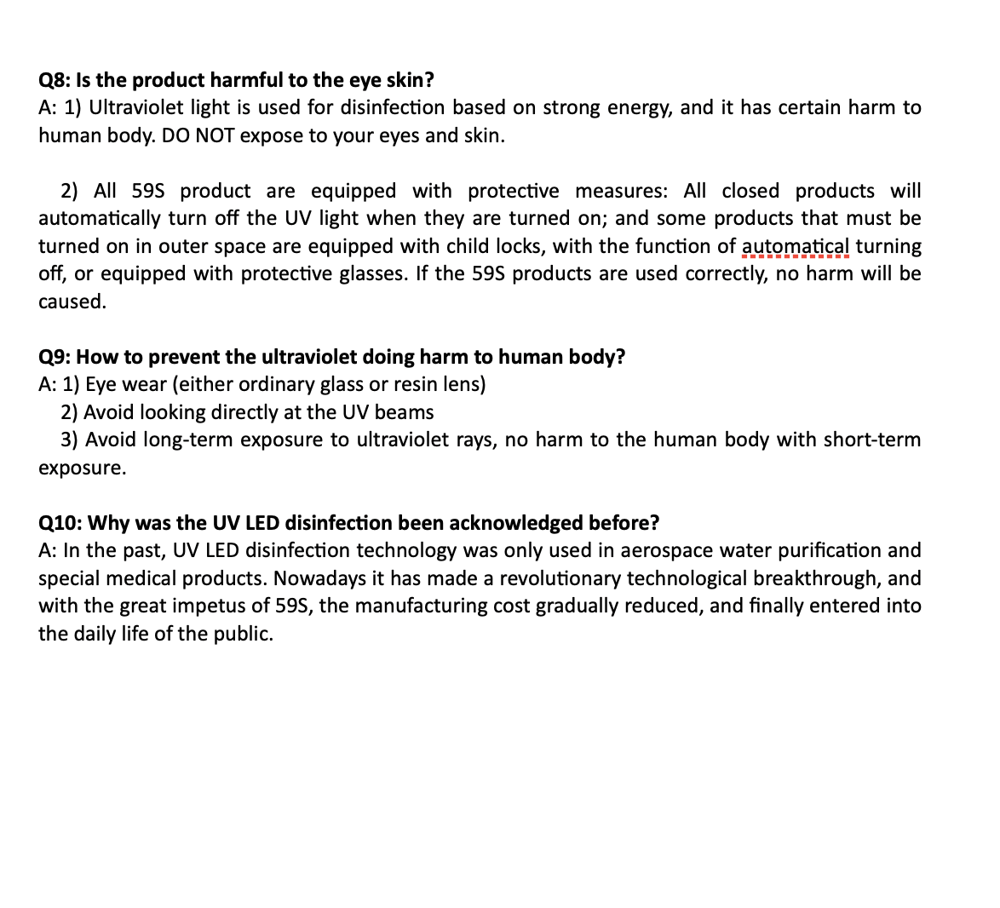 Q8: Is the product harmful to the eye skin?
A: 1) Ultraviolet light is used for disinfection based on strong energy, and it has certain harm to
human body. DO NOT expose to your eyes and skin.
2) All 59S product are equipped with protective measures: All closed products will
automatically turn off the UV light when they are turned on; and some products that must be
turned on in outer space are equipped with child locks, with the function of automatical turning
off, or equipped with protective glasses. If the 59S products are used correctly, no harm will be
caused.
Q9: How to prevent the ultraviolet doing harm to human body?
A: 1) Eye wear (either ordinary glass or resin lens)
2) Avoid looking directly at the UV beams
3) Avoid long-term exposure to ultraviolet rays, no harm to the human body with short-term
exposure.
Q10: Why was the UV LED disinfection been acknowledged before?
A: In the past, UV LED disinfection technology was only used in aerospace water purification and
special medical products. Nowadays it has made a revolutionary technological breakthrough, and
with the great impetus of 59S, the manufacturing cost gradually reduced, and finally entered into
the daily life of the public.